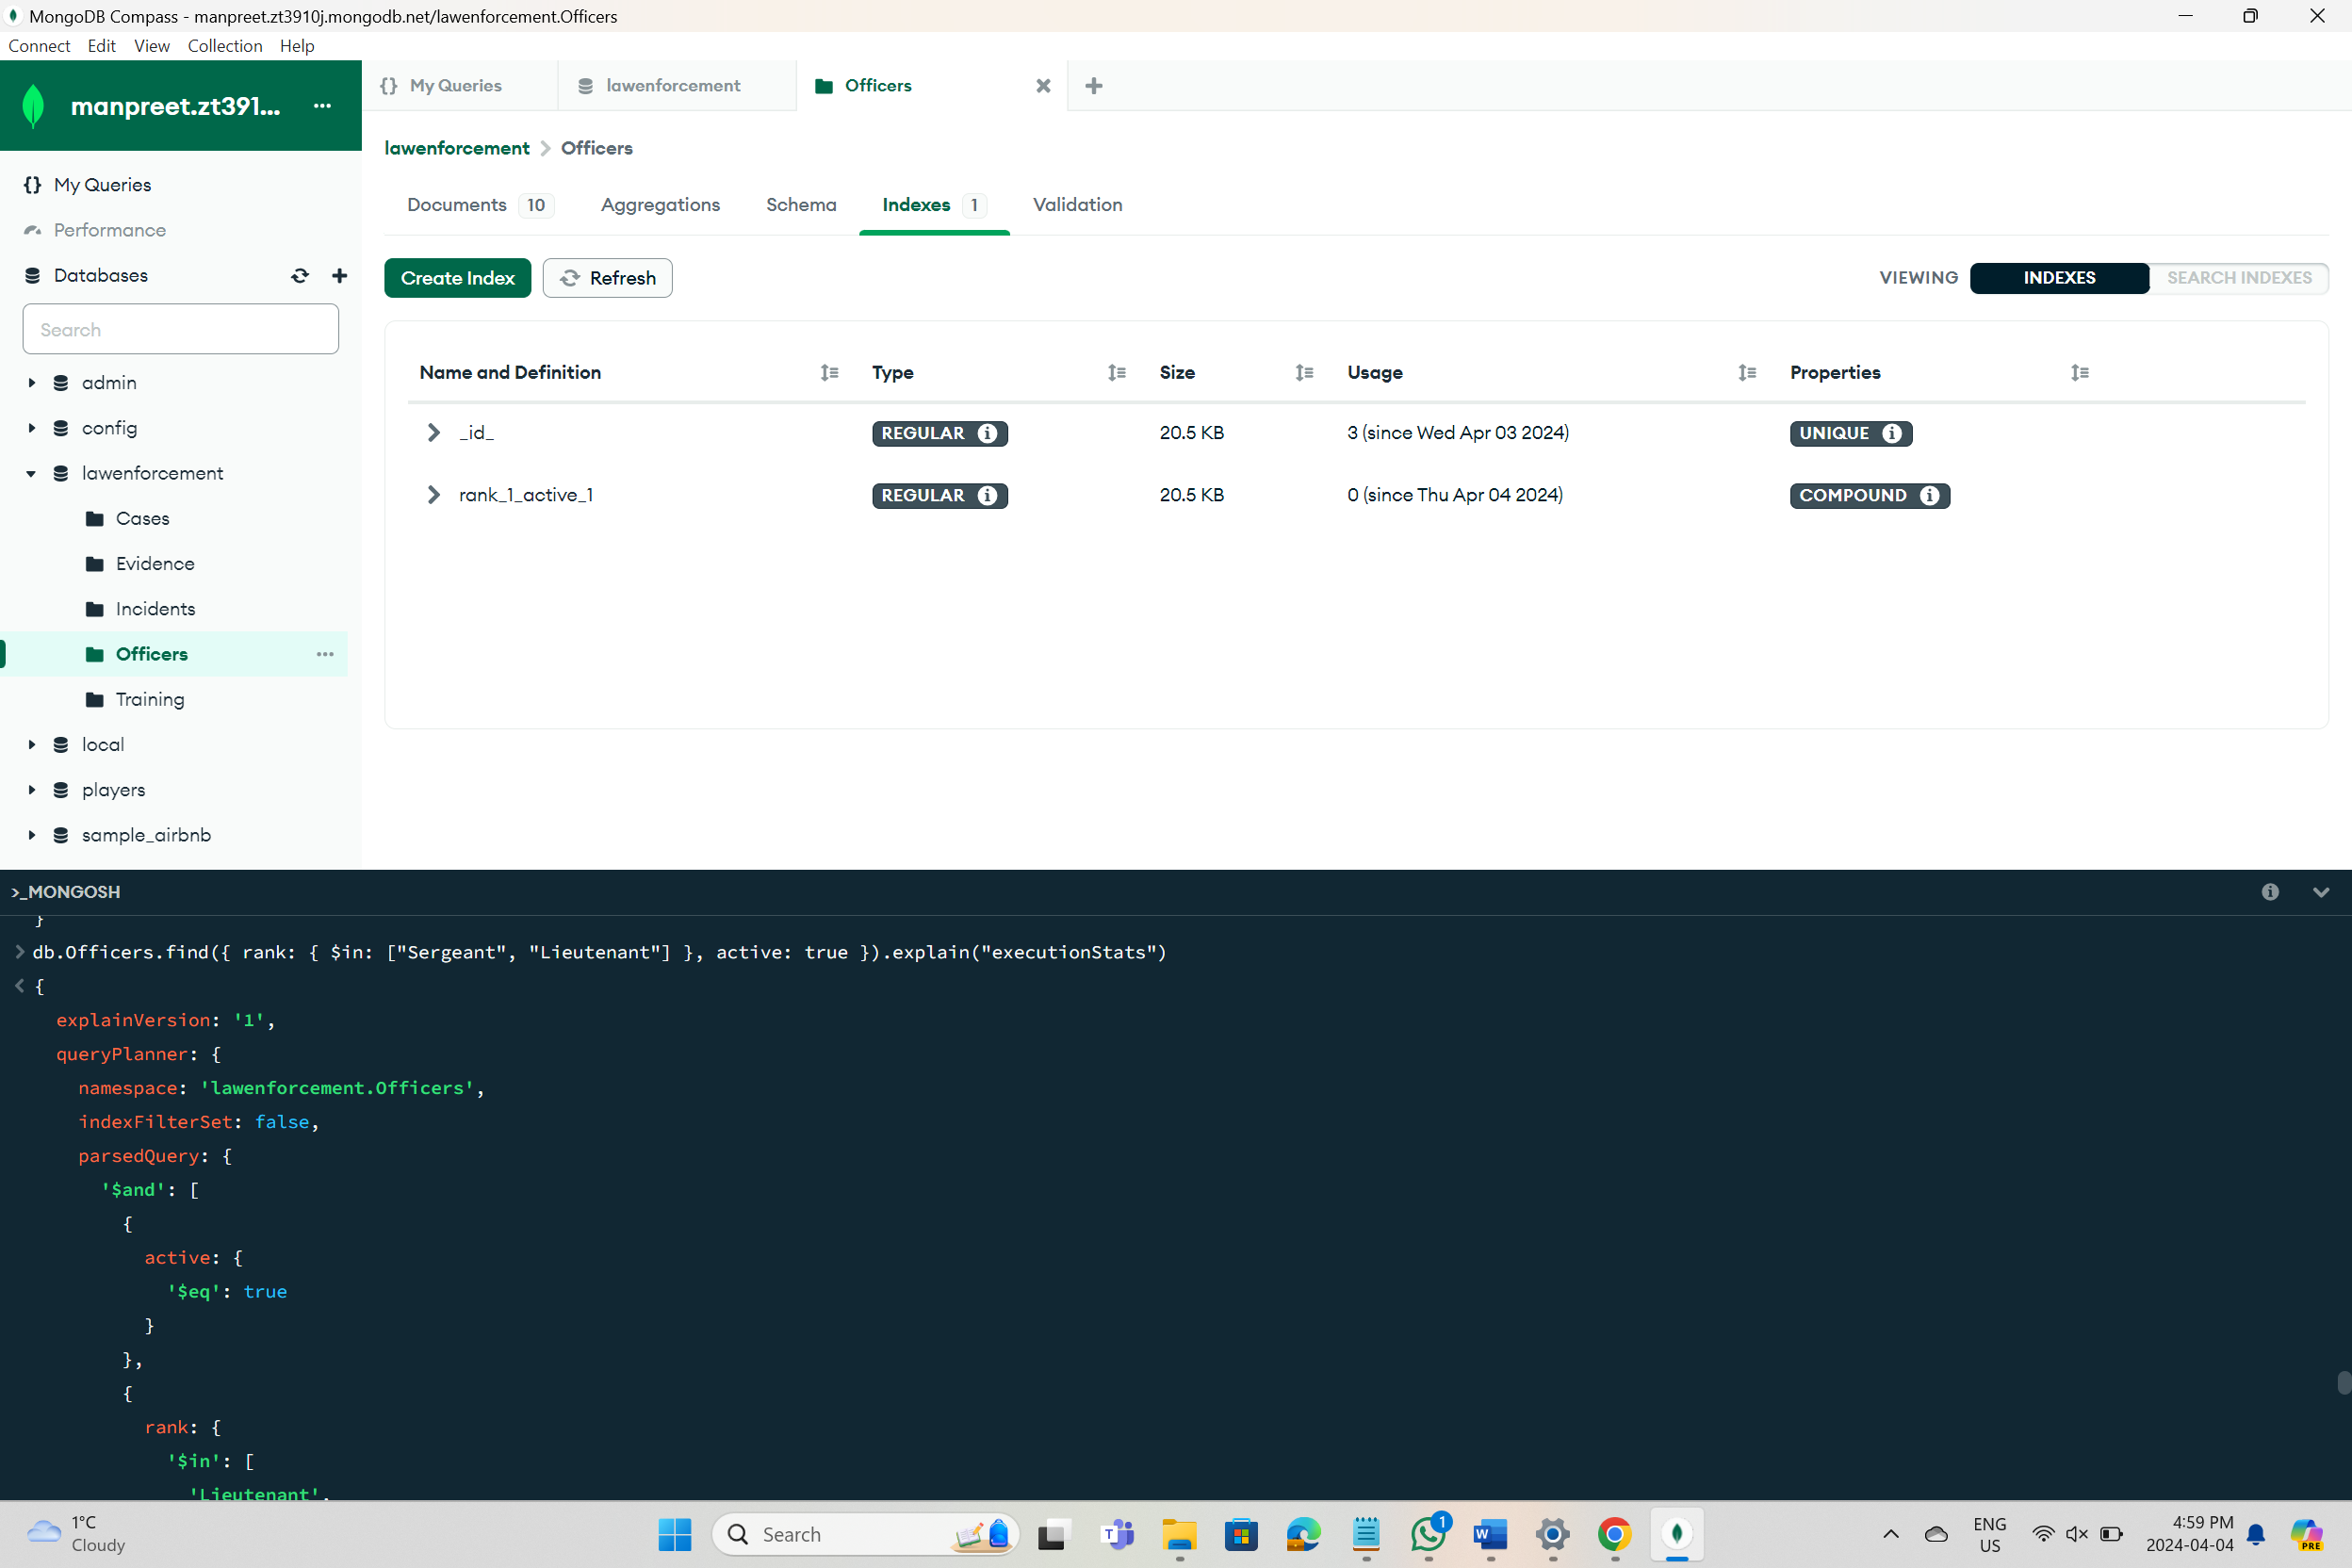 MongoDB Compass - manpreet.zt3910j.mongodb.net/lawenforcement.Officers
Connect Edit View Collection Help
manpreet.zt391...
{} My Queries
lawenforcement
Officers
lawenforcement > Officers
My Queries
Performance
Databases
Search
admin
config
lawenforcement
Cases
Evidence
Incidents
Officers
Training
local
players
sample_airbnb
Documents 10 Aggregations Schema Indexes 1 Validation
Create Index Refresh VIEWING INDEXES SEARCH INDEXES
Name and Definition Type Size Usage Properties
_id_ REGULAR 20.5 KB 3 (since Wed Apr 03 2024) UNIQUE
rank_1_active_1 REGULAR 20.5 KB 0 (since Thu Apr 04 2024) COMPOUND
>_MONGOSH
}
> db.Officers.find({ rank: { $in: ["Sergeant", "Lieutenant"] }, active: true }).explain("executionStats")
< {
explainVersion: '1',
queryPlanner: {
namespace: 'lawenforcement.Officers',
indexFilterSet: false,
parsedQuery: {
'$and': [
{
active: {
'$eq': true
}
},
{
rank: {
'$in': [
'Lieutenant',
1°C
Cloudy
Search
1
ENG
US
4:59 PM
2024-04-04
PRE